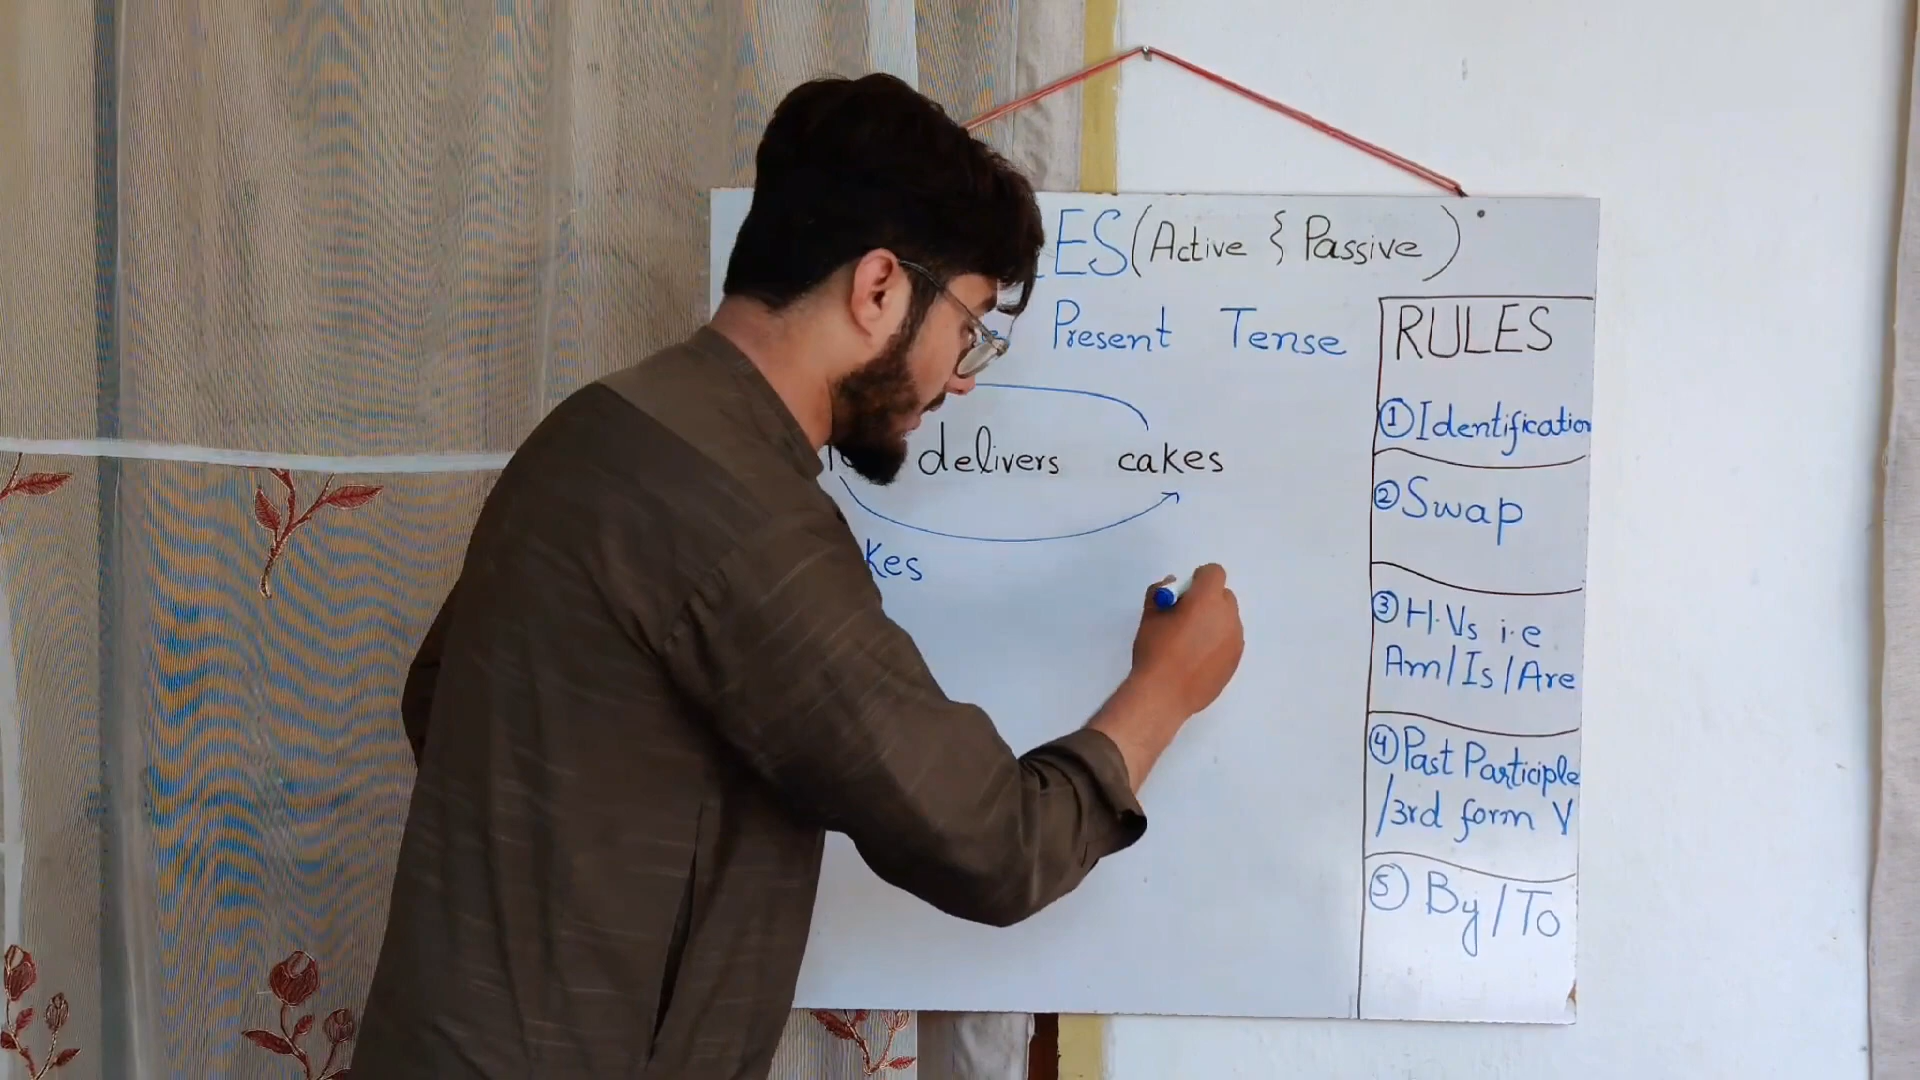 ES (Active & Passive)
Present Tense
delivers cakes
kes
RULES
① Identification
② Swap
③ H.Vs i.e
Am/Is/Are
④ Past Participle
/3rd form V
⑤ By/To